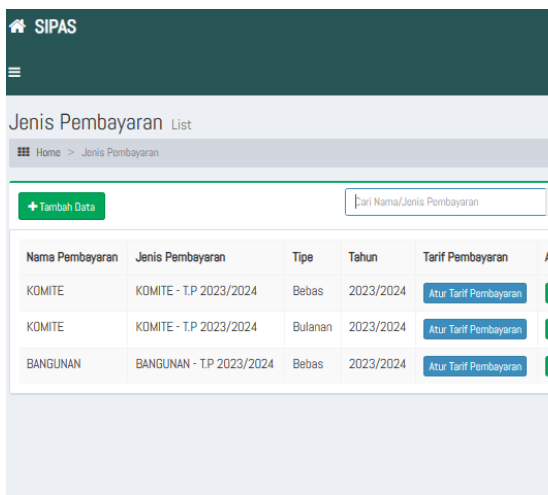 SIPAS
Jenis Pembayaran List
Home > Jenis Pembayaran
Tambah Data
Cari Nama/Jenis Pembayaran
Nama Pembayaran Jenis Pembayaran Tipe Tahun Tarif Pembayaran
KOMITE KOMITE - T.P 2023/2024 Bebas 2023/2024 Atur Tarif Pembayaran
KOMITE KOMITE - T.P 2023/2024 Bulanan 2023/2024 Atur Tarif Pembayaran
BANGUNAN BANGUNAN - T.P 2023/2024 Bebas 2023/2024 Atur Tarif Pembayaran